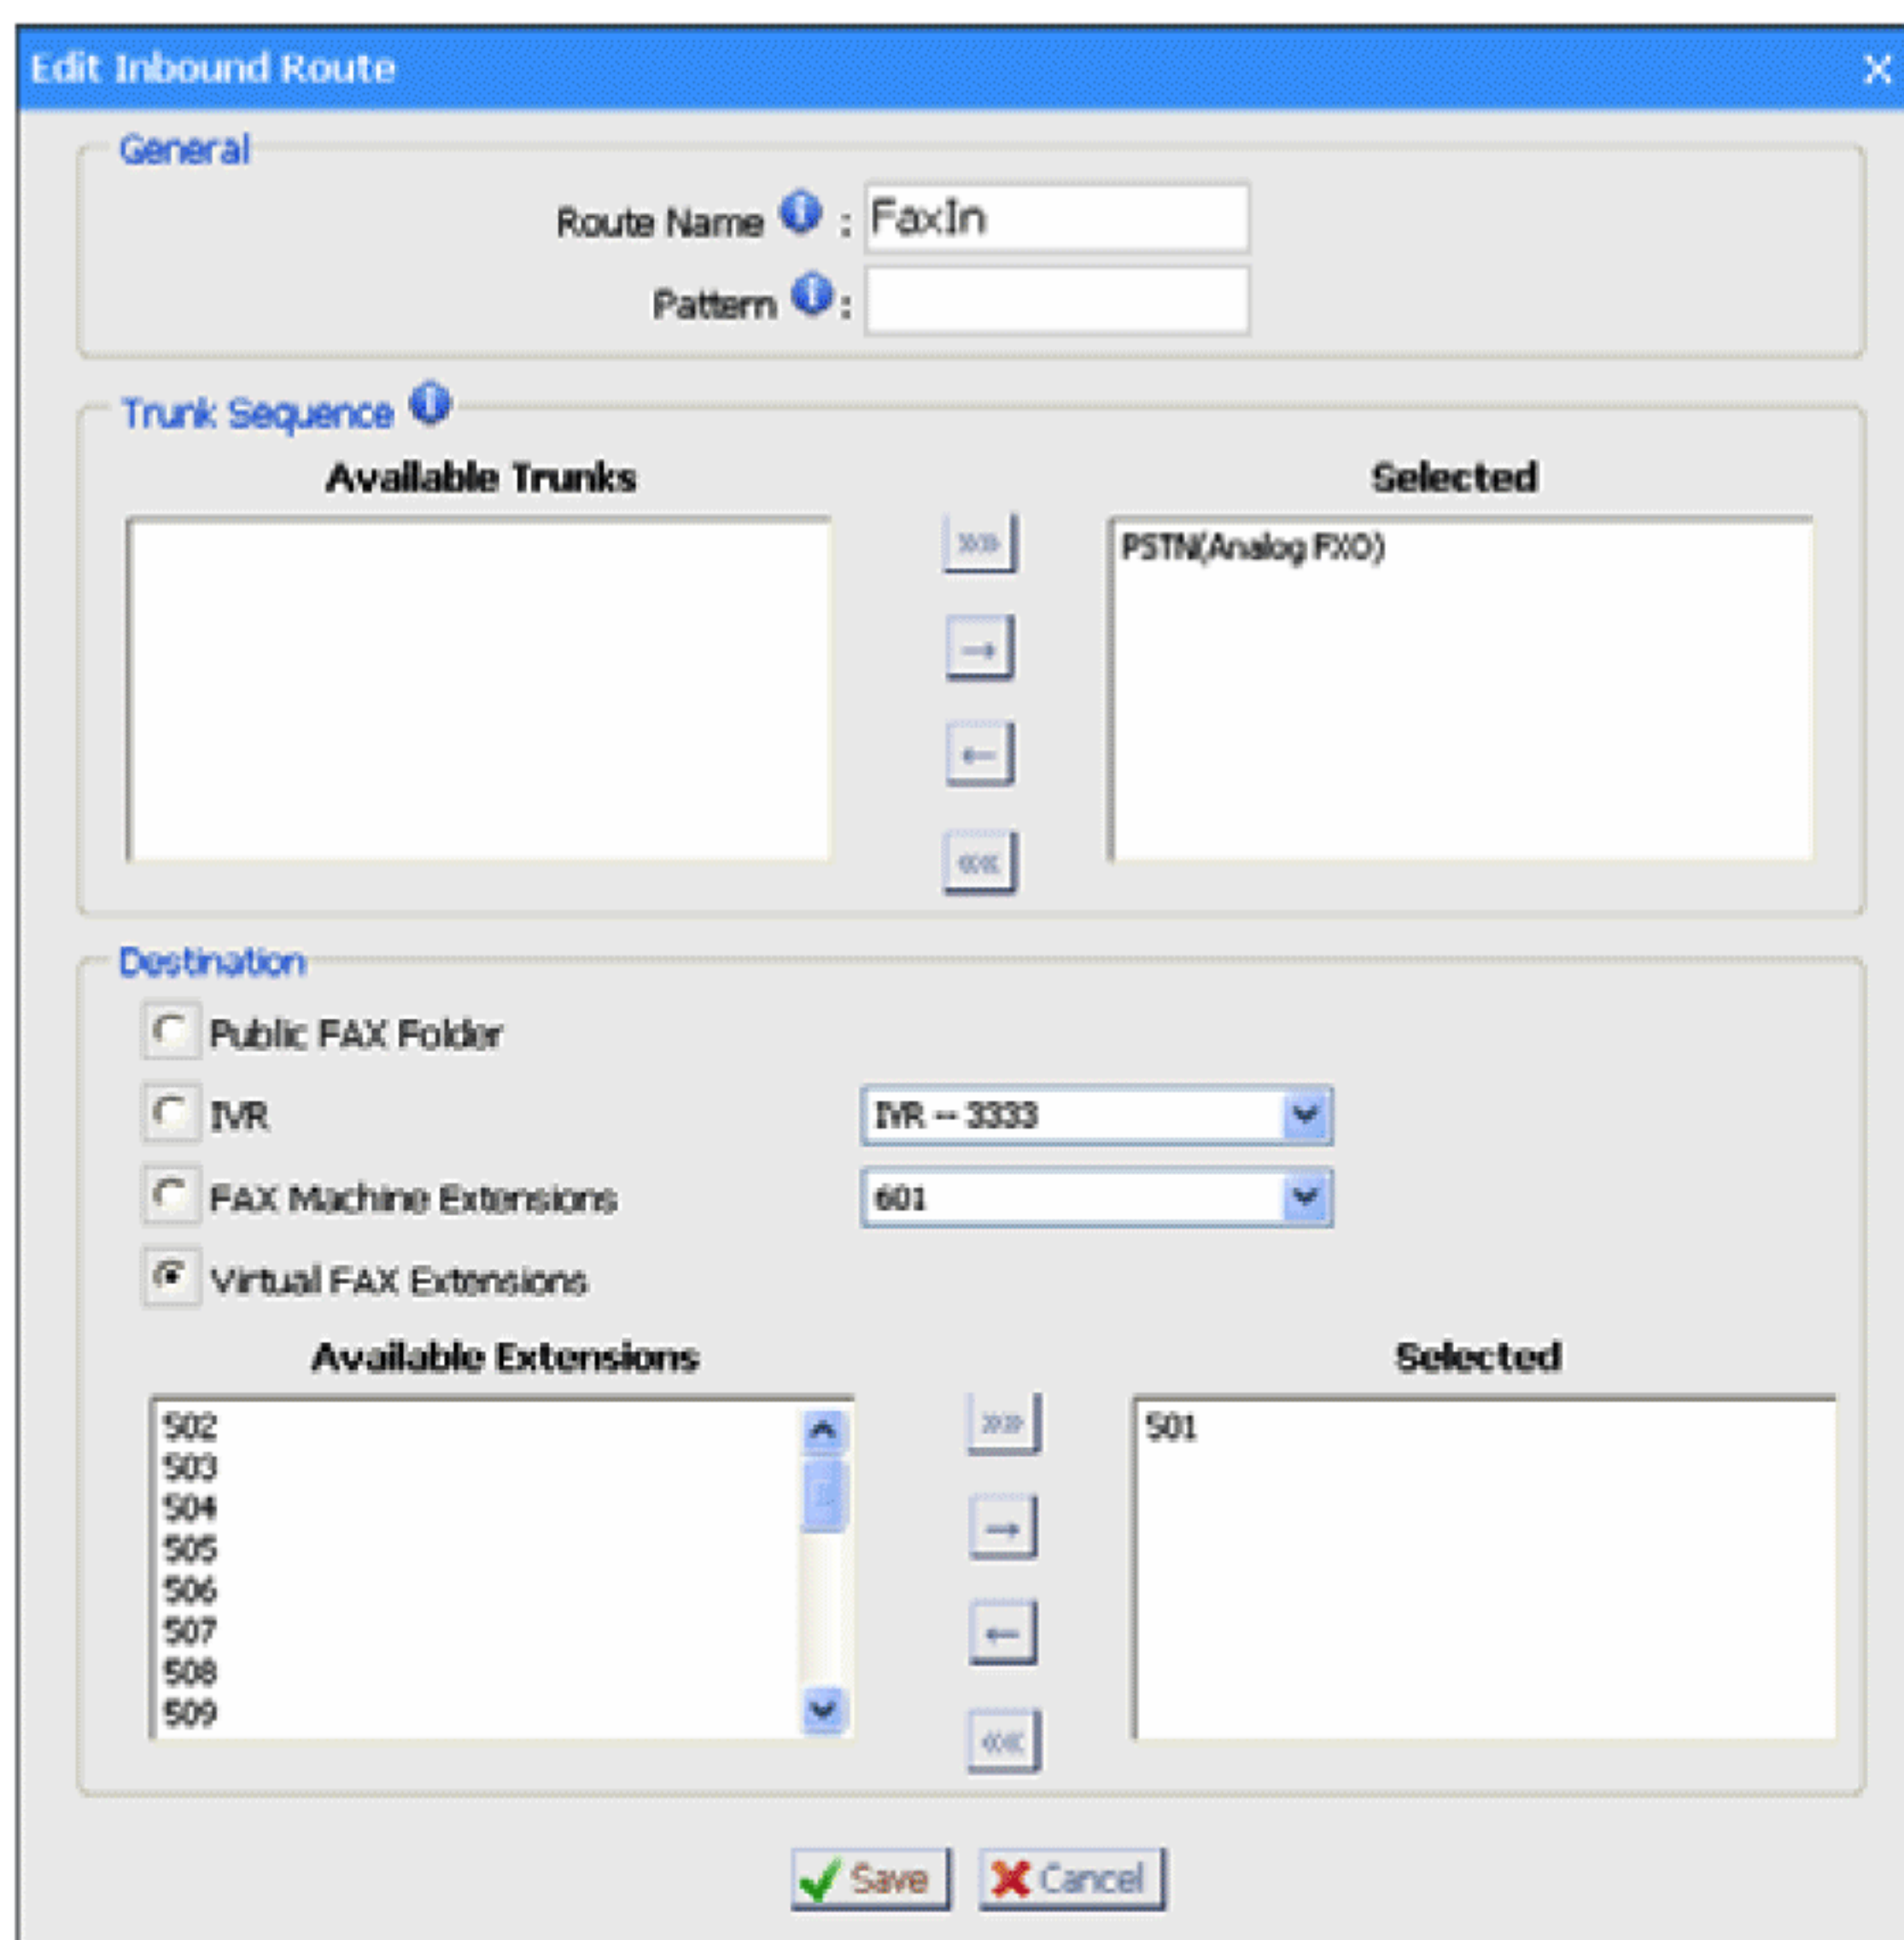 Edit Inbound Route X
General
Route Name i : FaxIn
Pattern i :
Trunk Sequence i
Available Trunks Selected
PSTN(Analog FXO)
Destination
Public FAX Folder
IVR IVR -- 3333
FAX Machine Extensions 601
Virtual FAX Extensions
Available Extensions Selected
502 501
503
504
505
506
507
508
509
Save Cancel